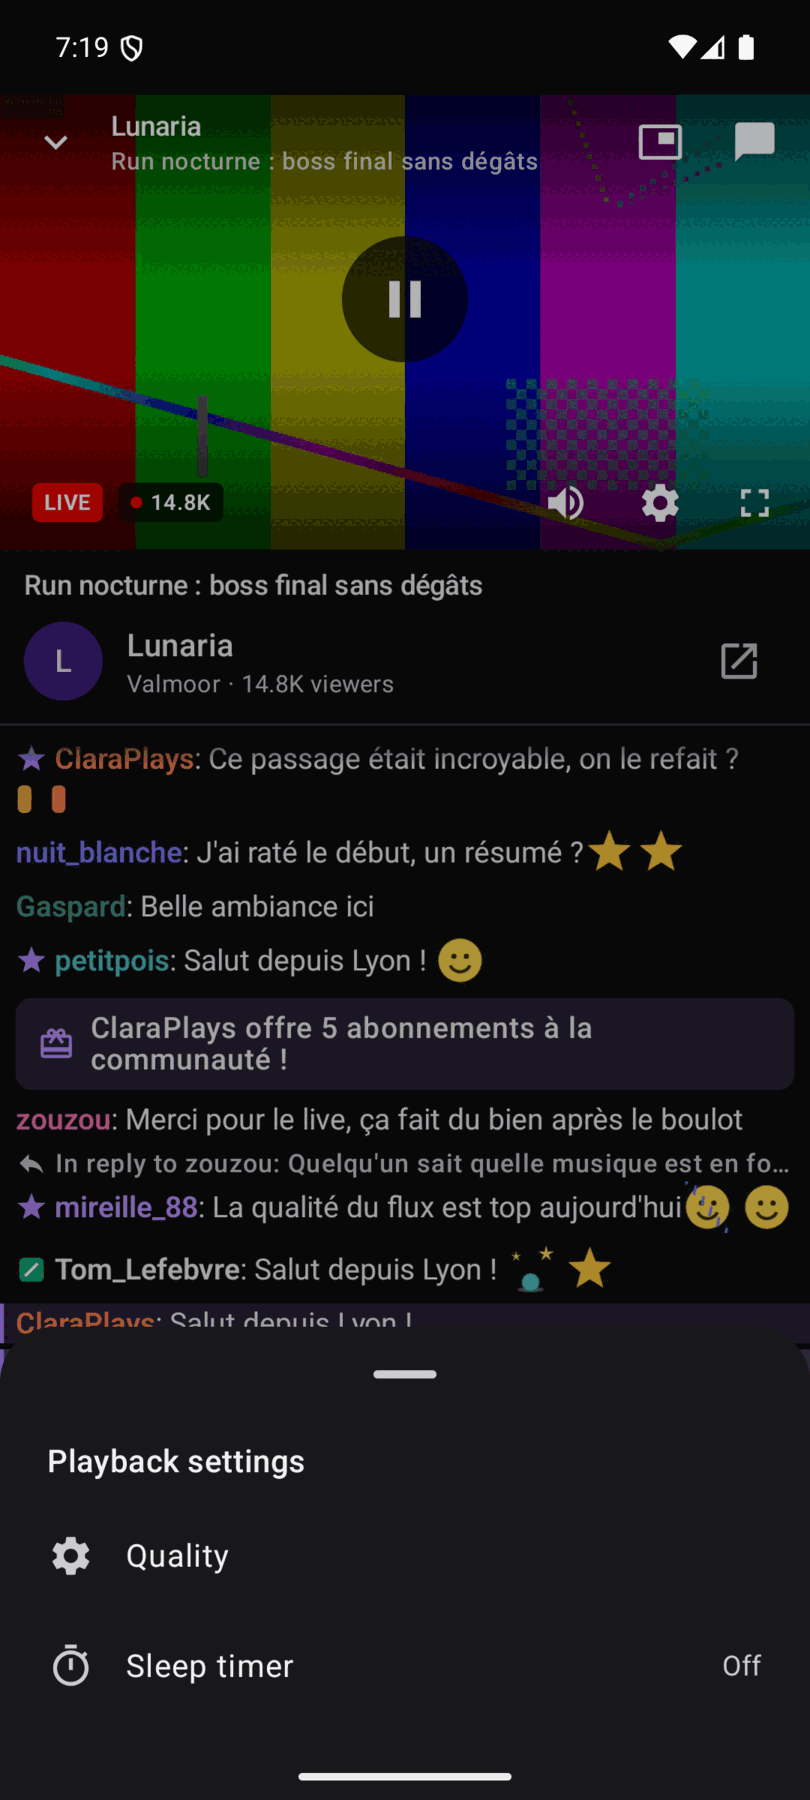 7:19
Lunaria
Run nocturne : boss final sans dégâts
LIVE
14.8K
Run nocturne : boss final sans dégâts
L
Lunaria
Valmoor · 14.8K viewers
ClaraPlays: Ce passage était incroyable, on le refait ?
nuit_blanche: J'ai raté le début, un résumé ?
Gaspard: Belle ambiance ici
petitpois: Salut depuis Lyon !
ClaraPlays offre 5 abonnements à la
communauté !
zouzou: Merci pour le live, ça fait du bien après le boulot
In reply to zouzou: Quelqu'un sait quelle musique est en fo…
mireille_88: La qualité du flux est top aujourd'hui
Tom_Lefebvre: Salut depuis Lyon !
ClaraPlays: Salut depuis Lyon !
Playback settings
Quality
Sleep timer
Off